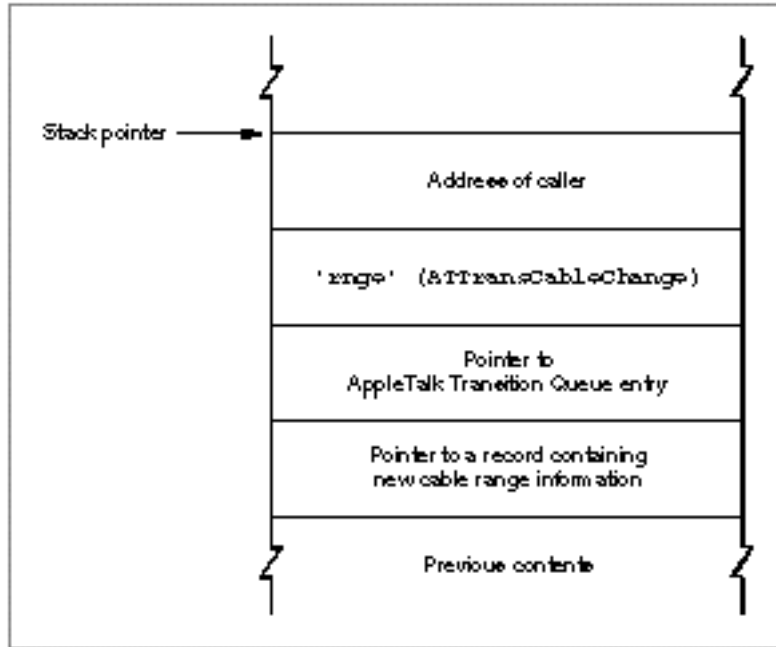 Stack pointer
Address of caller
'rnge' (ATTransCableChange)
Pointer to
AppleTalk Transition Queue entry
Pointer to a record containing
new cable range information
Previous contents